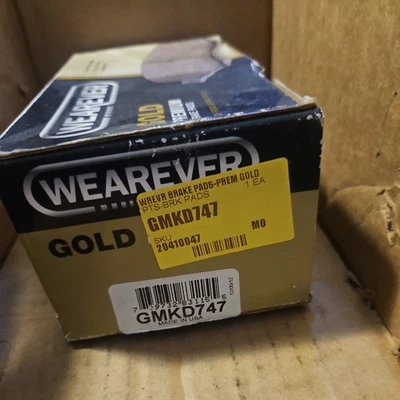 WEAREVER
GOLD
PREMIUM
WEAREVER
GOLD
WREVR BRAKE PADS-PREM GOLD
PTS-BRK.PADS 1 EA
GMKD747
SKU MO
20410047
GMKD747
MADE IN USA